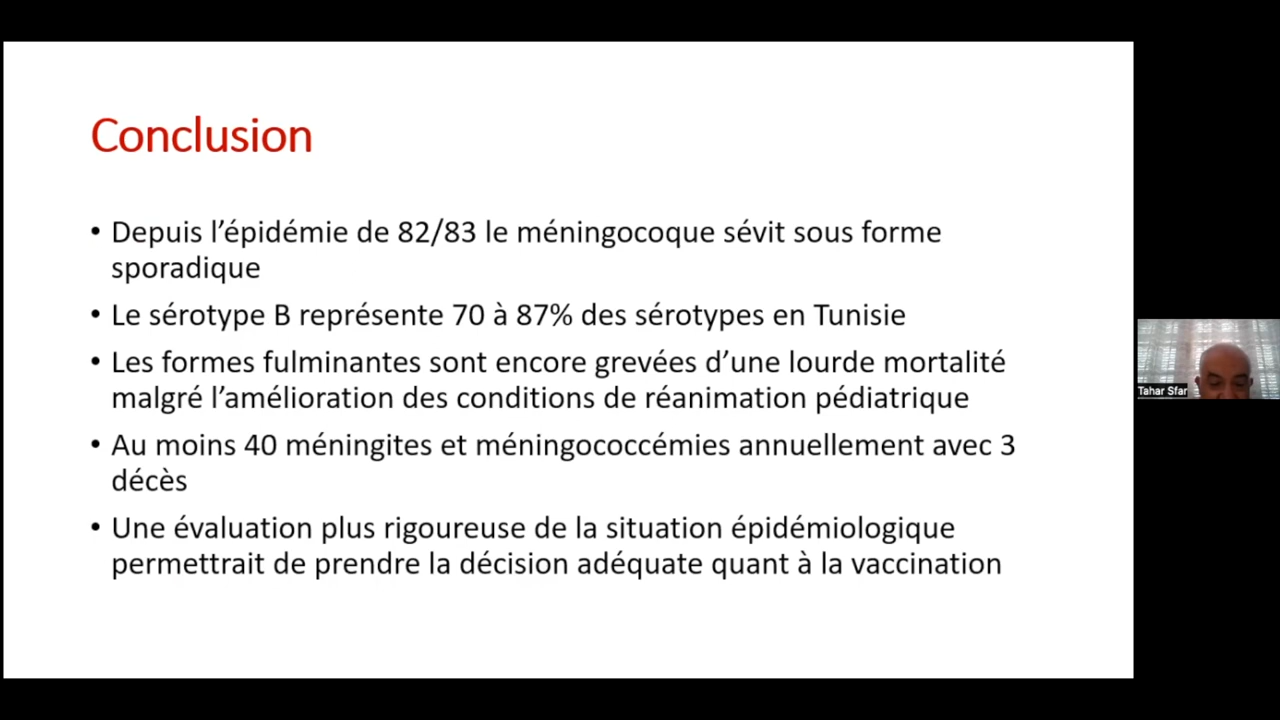 Conclusion
• Depuis l’épidémie de 82/83 le méningocoque sévit sous forme
sporadique
• Le sérotype B représente 70 à 87% des sérotypes en Tunisie
• Les formes fulminantes sont encore grevées d’une lourde mortalité
malgré l’amélioration des conditions de réanimation pédiatrique
• Au moins 40 méningites et méningococcémies annuellement avec 3
décès
• Une évaluation plus rigoureuse de la situation épidémiologique
permettrait de prendre la décision adéquate quant à la vaccination
Tahar Sfar